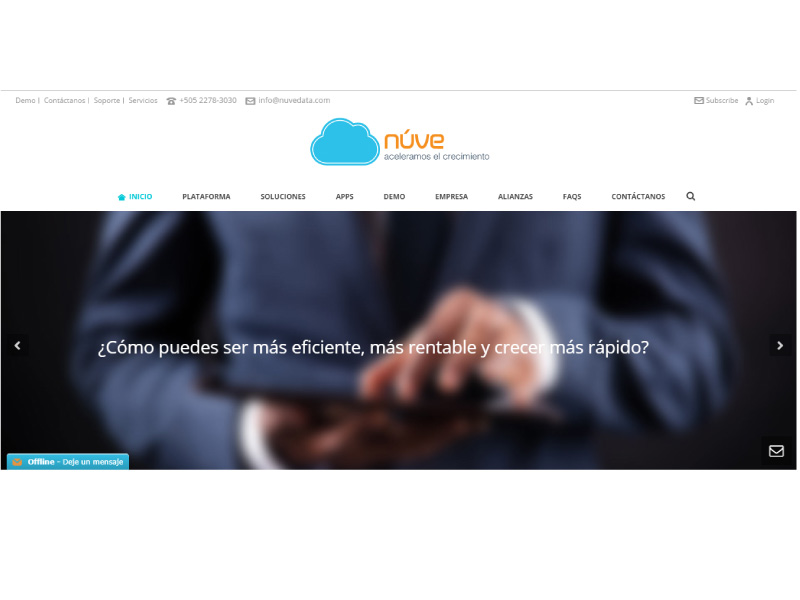 Demo | Contáctanos | Soporte | Servicios +505 2278-3030 info@nuvedata.com Subscribe Login
núve
aceleramos el crecimiento
INICIO PLATAFORMA SOLUCIONES APPS DEMO EMPRESA ALIANZAS FAQS CONTÁCTANOS
¿Cómo puedes ser más eficiente, más rentable y crecer más rápido?
Offline - Deje un mensaje